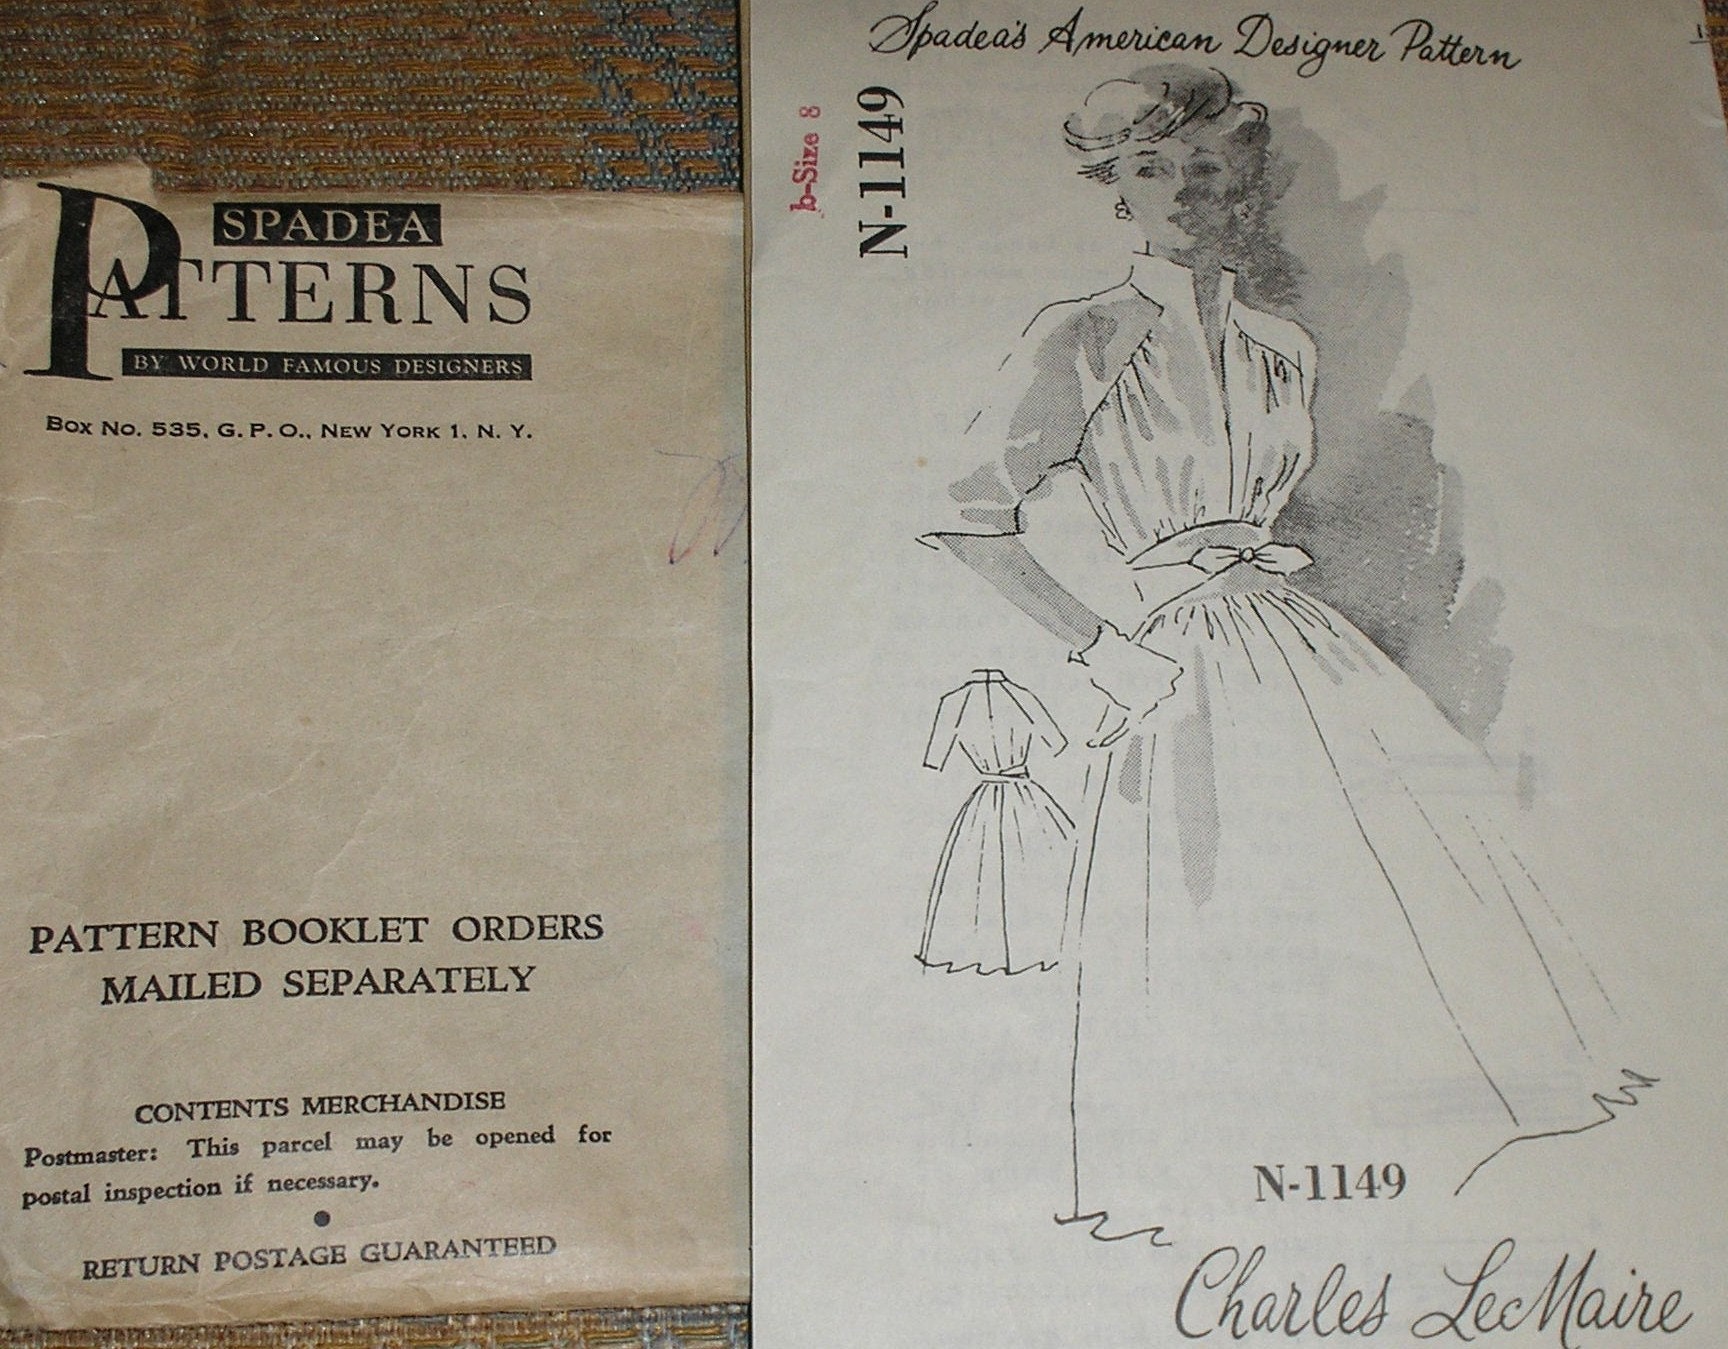 SPADEA
PATTERNS
BY WORLD FAMOUS DESIGNERS
Box No. 535, G. P. O., New York 1, N. Y.
PATTERN BOOKLET ORDERS
MAILED SEPARATELY
CONTENTS MERCHANDISE
Postmaster: This parcel may be opened for
postal inspection if necessary.
RETURN POSTAGE GUARANTEED
Spadea's American Designer Pattern
b-Size 8
N-1149
N-1149
Charles LeMaire